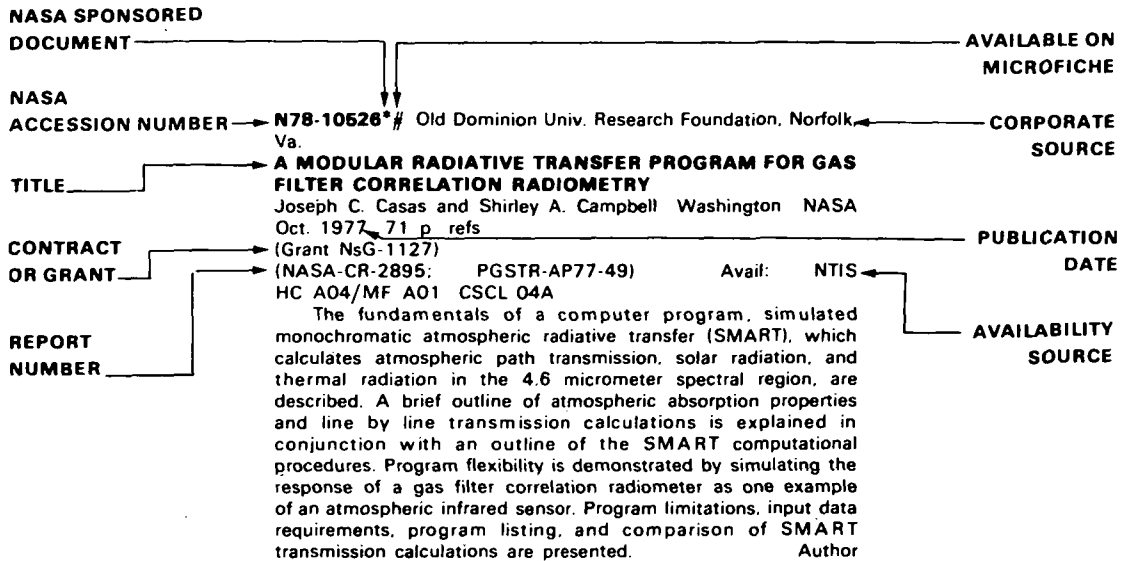 NASA SPONSORED
DOCUMENT
AVAILABLE ON
MICROFICHE
NASA
ACCESSION NUMBER
N78-10526*# Old Dominion Univ. Research Foundation, Norfolk,
Va.
CORPORATE
SOURCE
TITLE
A MODULAR RADIATIVE TRANSFER PROGRAM FOR GAS
FILTER CORRELATION RADIOMETRY
Joseph C. Casas and Shirley A. Campbell Washington NASA
Oct. 1977 71 p refs
PUBLICATION
DATE
CONTRACT
OR GRANT
(Grant NsG-1127)
(NASA-CR-2895; PGSTR-AP77-49) Avail: NTIS
HC A04/MF A01 CSCL 04A
REPORT
NUMBER
AVAILABILITY
SOURCE
The fundamentals of a computer program, simulated
monochromatic atmospheric radiative transfer (SMART), which
calculates atmospheric path transmission, solar radiation, and
thermal radiation in the 4.6 micrometer spectral region, are
described. A brief outline of atmospheric absorption properties
and line by line transmission calculations is explained in
conjunction with an outline of the SMART computational
procedures. Program flexibility is demonstrated by simulating the
response of a gas filter correlation radiometer as one example
of an atmospheric infrared sensor. Program limitations, input data
requirements, program listing, and comparison of SMART
transmission calculations are presented. Author